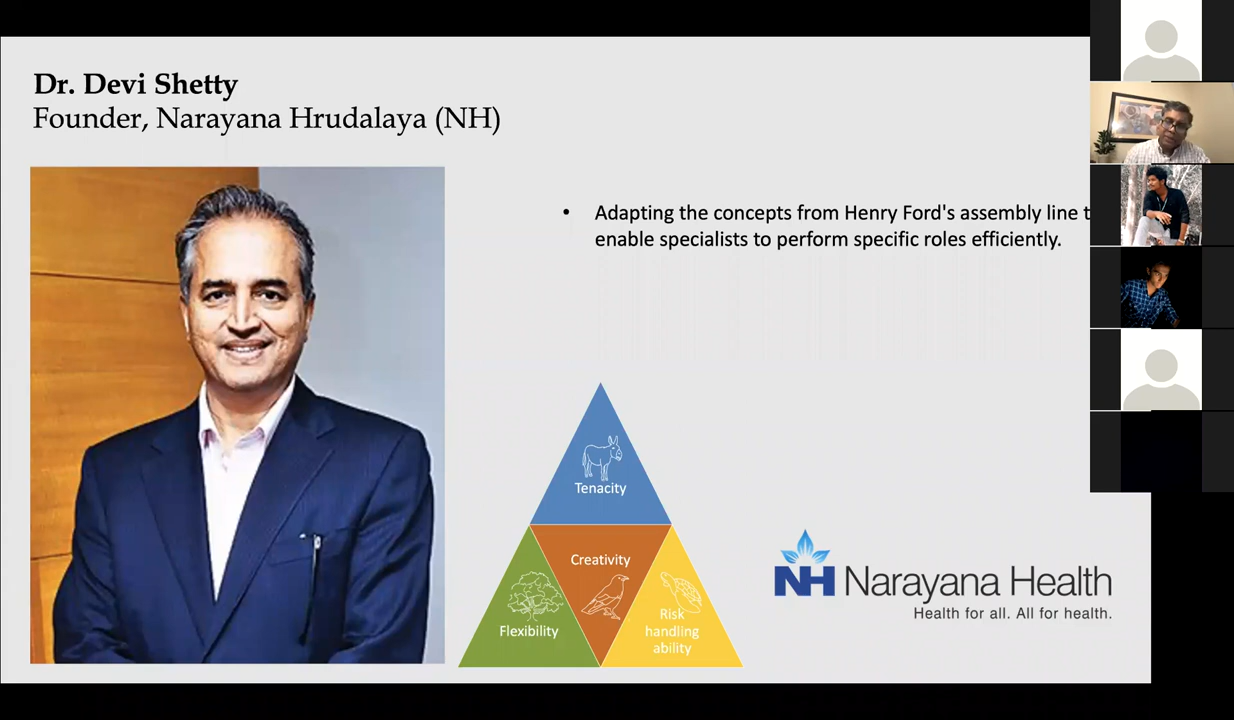 Dr. Devi Shetty
Founder, Narayana Hrudalaya (NH)
• Adapting the concepts from Henry Ford's assembly line
enable specialists to perform specific roles efficiently.
Tenacity
Creativity
Flexibility
Risk
handling
ability
NH Narayana Health
Health for all. All for health.